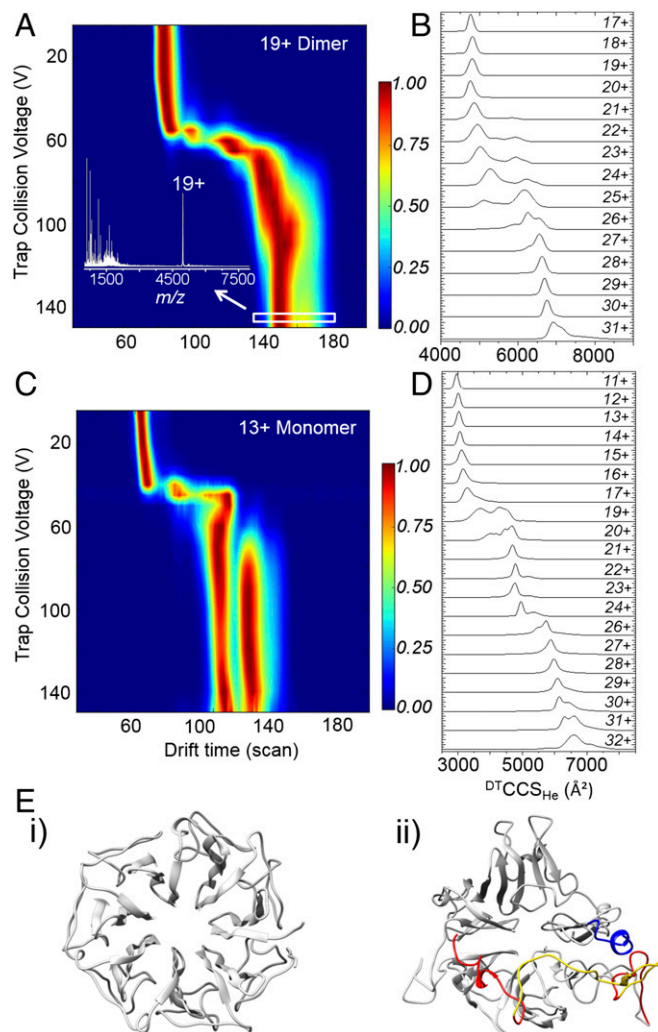 A
19+ Dimer
20
60
100
140
Trap Collision Voltage (V)
19+
1500 4500 7500
m/z
60 100 140 200
1.00
0.75
0.50
0.25
0.00
B
17+
18+
19+
20+
21+
22+
23+
24+
25+
26+
27+
28+
29+
30+
31+
4000 6000 8000
C
13+ Monomer
20
60
100
140
Trap Collision Voltage (V)
60 100 140 200
Drift time (scan)
1.00
0.75
0.50
0.25
0.00
D
11+
12+
13+
14+
15+
16+
17+
19+
20+
21+
22+
23+
24+
26+
27+
28+
29+
30+
31+
32+
3000 5000 7000
DTCCSHe (Å²)
E
i)
ii)